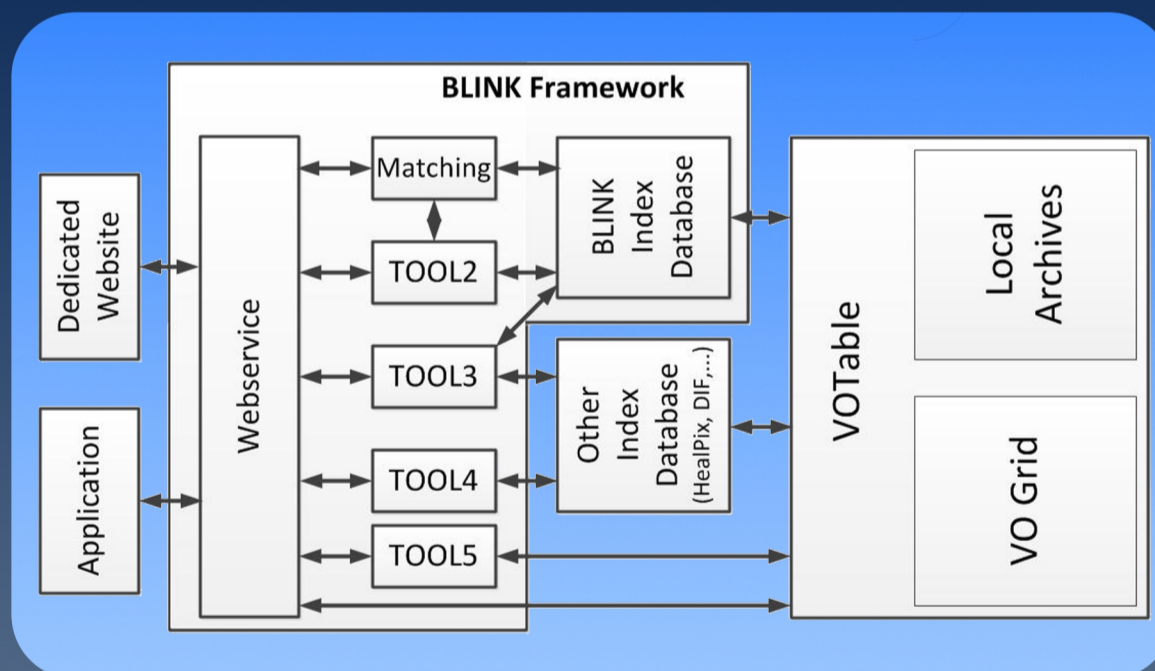 BLINK Framework
Dedicated
Website
Application
Webservice
Matching
TOOL2
TOOL3
TOOL4
TOOL5
BLINK
Index
Database
Other
Index
Database
(HealPix, DIF,...)
VOTable
Local
Archives
VO Grid